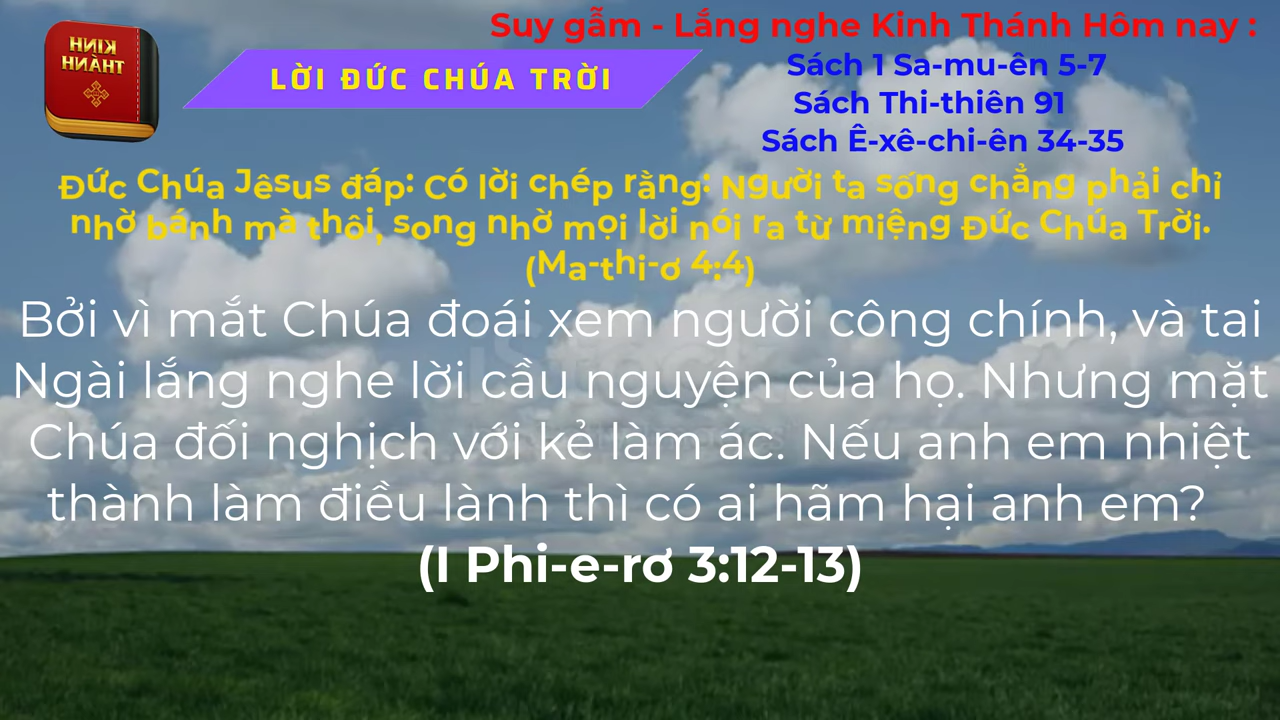 Suy gẫm - Lắng nghe Kinh Thánh Hôm nay :
KINH
THÁNH
LỜI ĐỨC CHÚA TRỜI
Sách 1 Sa-mu-ên 5-7
Sách Thi-thiên 91
Sách Ê-xê-chi-ên 34-35
Đức Chúa Jêsus đáp: Có lời chép rằng: Người ta sống chẳng phải chỉ
nhờ bánh mà thôi, song nhờ mọi lời nói ra từ miệng Đức Chúa Trời.
(Ma-thi-ơ 4:4)
Bởi vì mắt Chúa đoái xem người công chính, và tai
Ngài lắng nghe lời cầu nguyện của họ. Nhưng mặt
Chúa đối nghịch với kẻ làm ác. Nếu anh em nhiệt
thành làm điều lành thì có ai hãm hại anh em?
(I Phi-e-rơ 3:12-13)